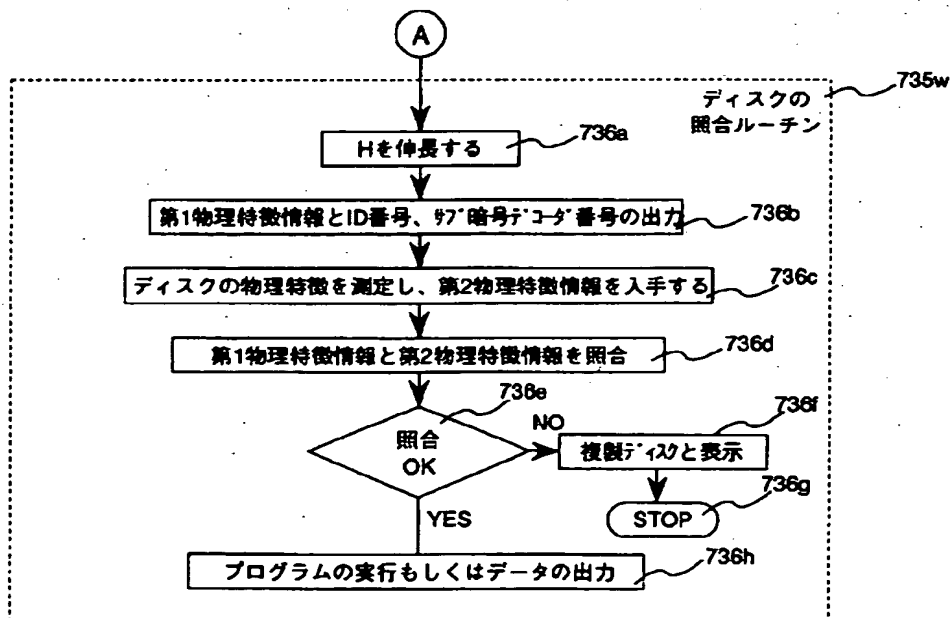 A
735w
ディスクの
照合ルーチン
736a
Hを伸長する
第1物理特徴情報とID番号、ｻﾌﾞ暗号ﾃﾞｺｰﾀﾞ番号の出力
736b
ディスクの物理特徴を測定し、第2物理特徴情報を入手する
736c
第1物理特徴情報と第2物理特徴情報を照合
736d
736e
照合
OK
NO
736f
複製ﾃﾞｨｽｸと表示
736g
STOP
YES
736h
プログラムの実行もしくはデータの出力